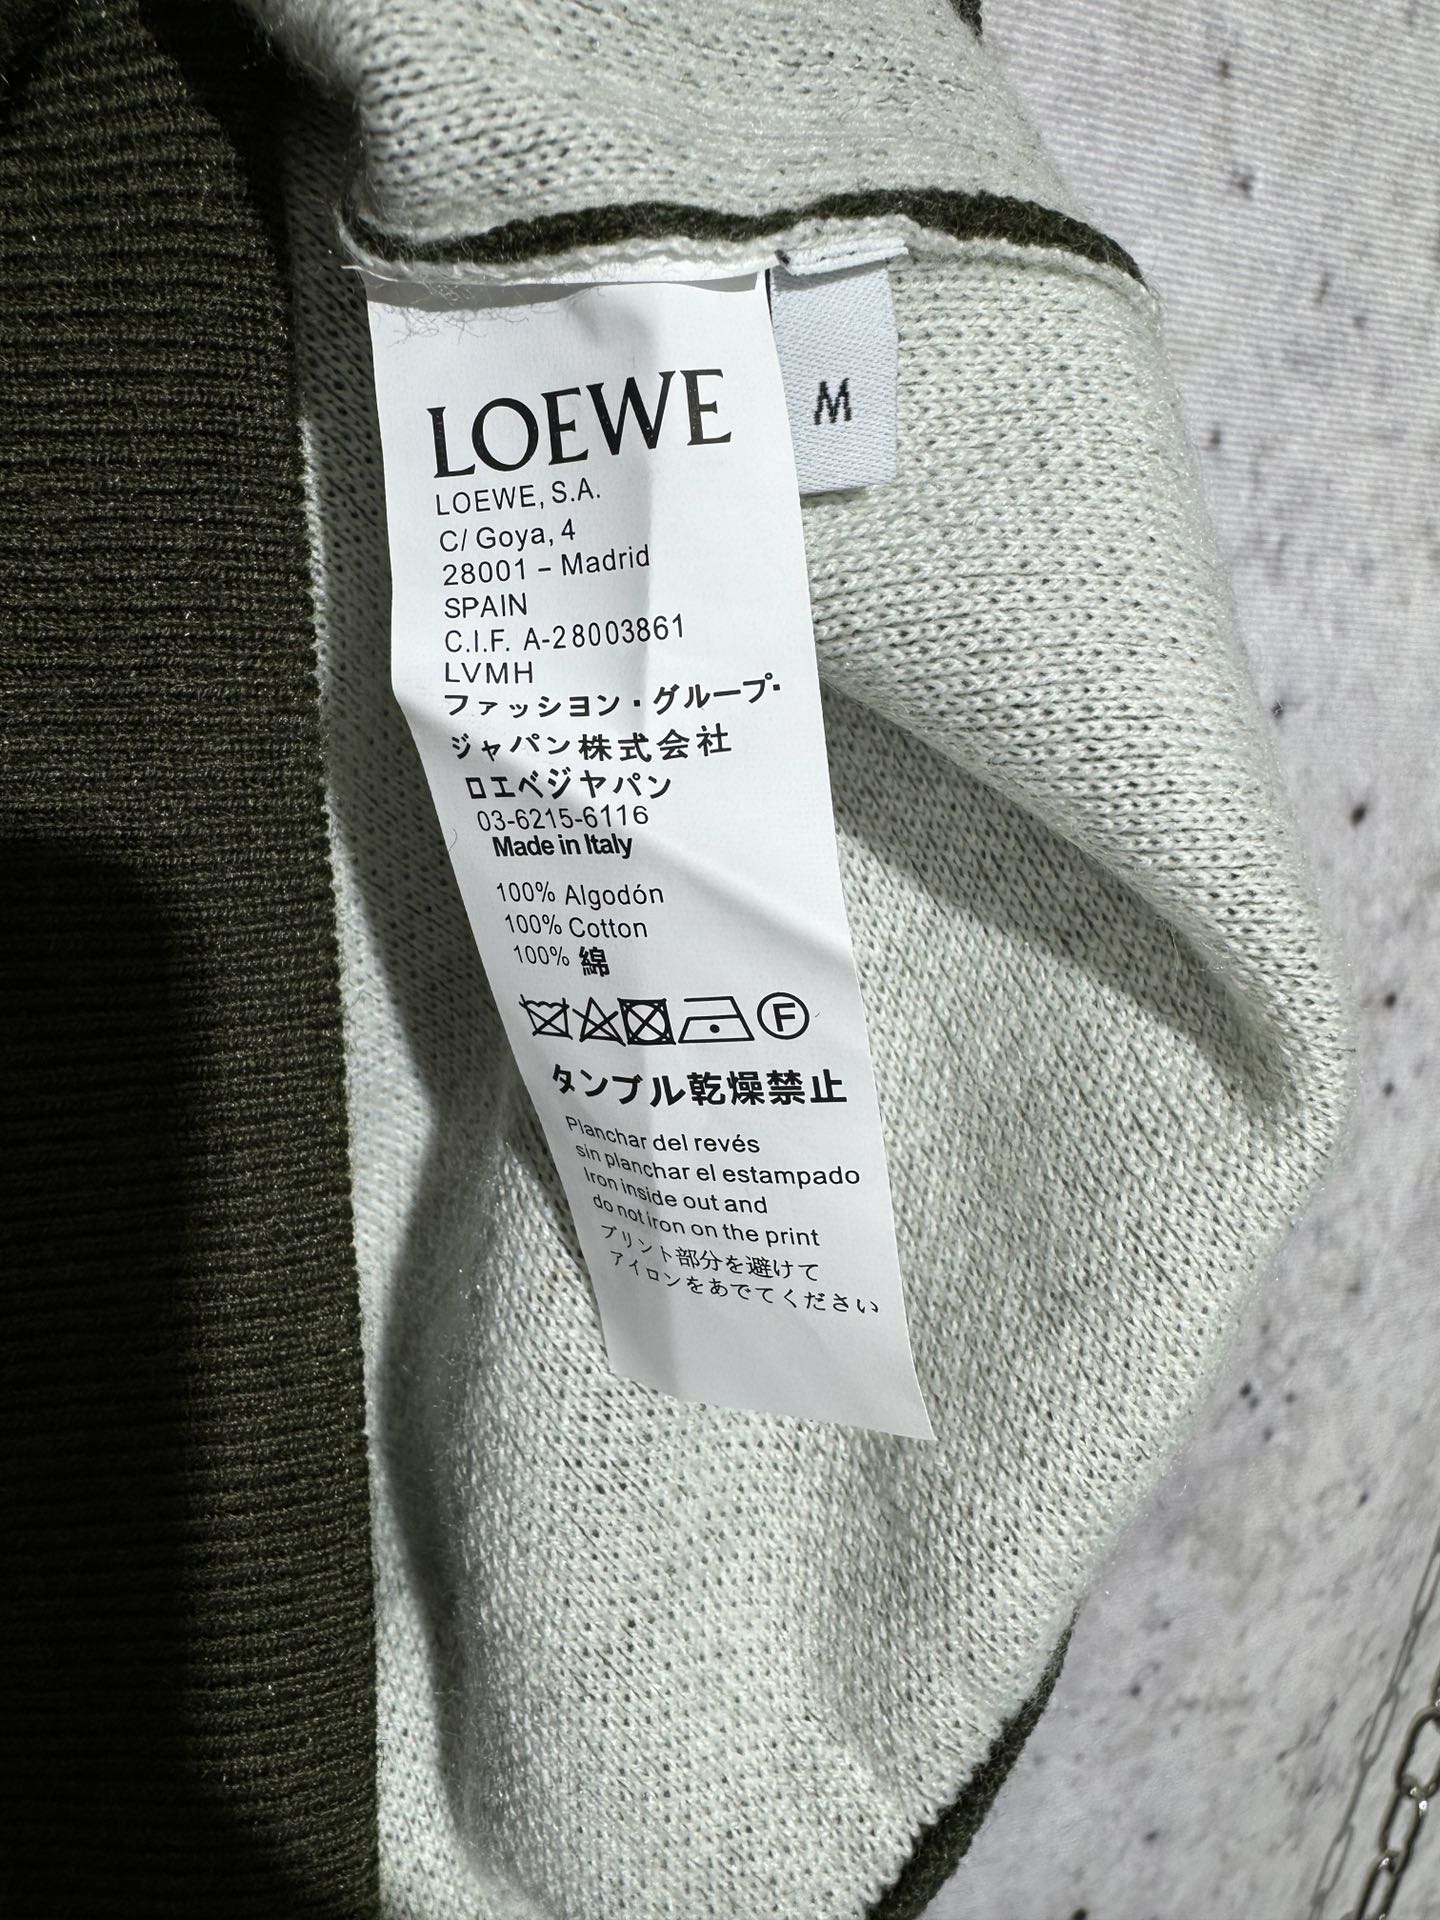 LOEWE
M
LOEWE, S.A.
C/ Goya, 4
28001 – Madrid
SPAIN
C.I.F. A-28003861
LVMH
ファッション・グループ・
ジャパン株式会社
ロエベジャパン
03-6215-6116
Made in Italy
100% Algodón
100% Cotton
100% 綿
F
タンブル乾燥禁止
Planchar del revés
sin planchar el estampado
Iron inside out and
do not iron on the print
プリント部分を避けて
アイロンをあでてください